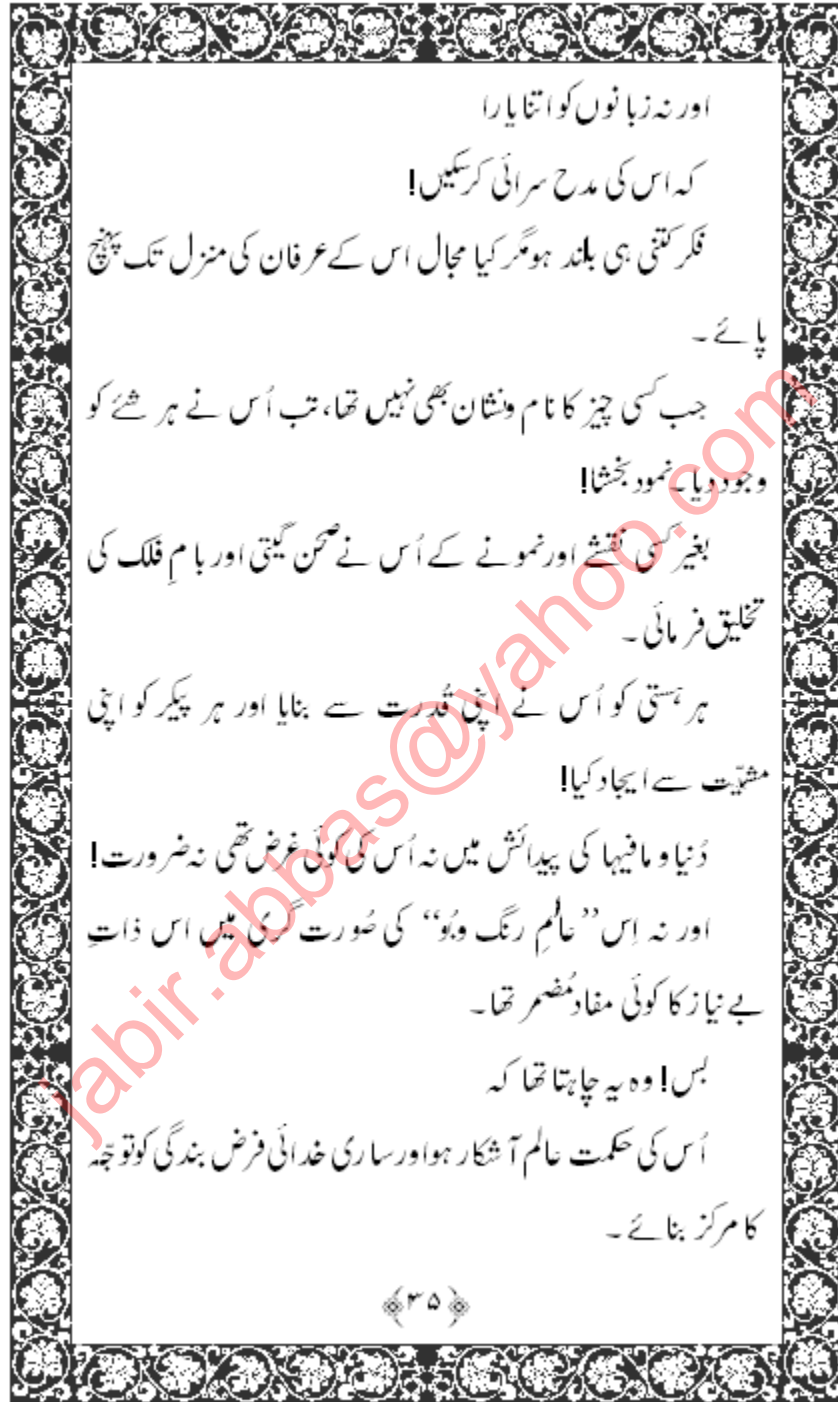 اور نہ زبانوں کو اتنا یارا
کہ اس کی مدح سرائی کرسکیں!
فکر کتنی ہی بلند ہو مگر کیا مجال اس کے عرفان کی منزل تک پہنچ
پائے۔
جب کسی چیز کا نام ونشان بھی نہیں تھا، تب اُس نے ہر شئے کو
وجود دیا۔ نمود بخشا!
بغیر کسی نقشے اور نمونے کے اُس نے صحن گیتی اور بامِ فلک کی
تخلیق فرمائی۔
ہر ہستی کو اُس نے اپنی قُدرت سے بنایا اور ہر پیکر کو اپنی
مشیّت سے ایجاد کیا!
دُنیا و مافیہا کی پیدائش میں نہ اُس کی کوئی غرض تھی نہ ضرورت!
اور نہ اِس ’’عالَمِ رنگ وبُو‘‘ کی صُورت گری میں اس ذاتِ
بے نیاز کا کوئی مفاد مُضمر تھا۔
بس! وہ یہ چاہتا تھا کہ
اُس کی حکمت عالم آشکار ہو اور ساری خدائی فرض بندگی کو توجّہ
کا مرکز بنائے۔
﴿۳۵﴾
jabir.abbas@yahoo.com